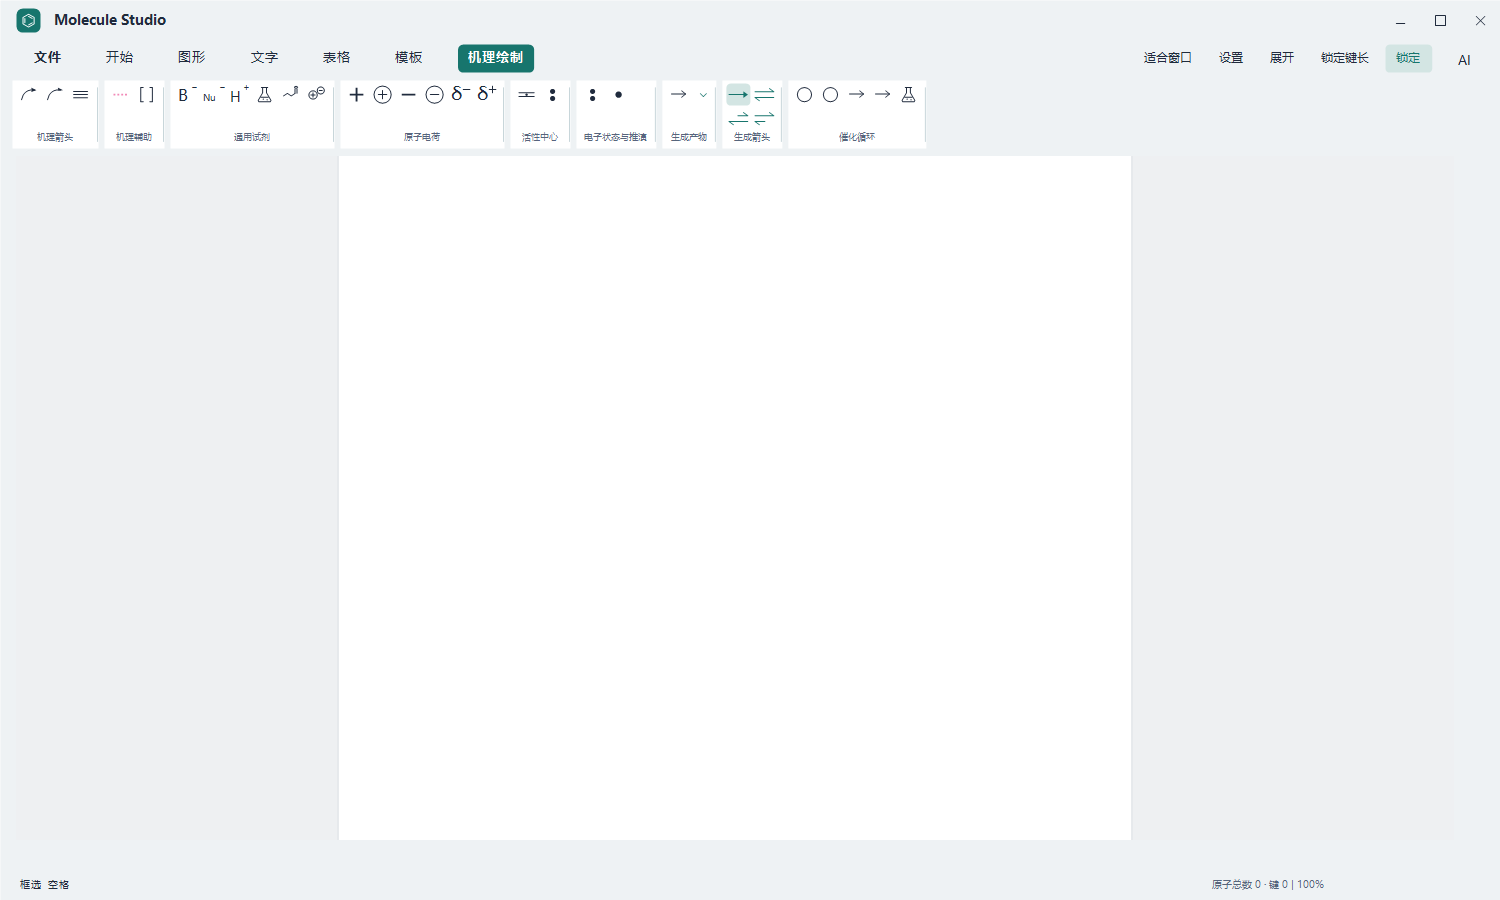 Molecule Studio
文件 开始 图形 文字 表格 模板 机理绘制 适合窗口 设置 展开 锁定键长 锁定 AI
B⁻ Nu⁻ H⁺ δ⁻ δ⁺
机理箭头 机理辅助 通用试剂 原子电荷 活性中心 电子状态与推演 生成产物 生成箭头 催化循环
框选 空格 原子总数 0 · 键 0 | 100%